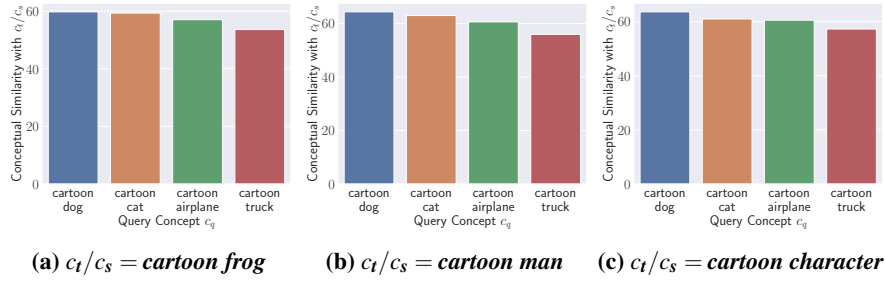 Conceptual Similarity with c_t/c_s
60
40
20
0
cartoon dog
cartoon cat
cartoon airplane
cartoon truck
Query Concept c_q
(a) c_t/c_s = cartoon frog
Conceptual Similarity with c_t/c_s
60
40
20
0
cartoon dog
cartoon cat
cartoon airplane
cartoon truck
Query Concept c_q
(b) c_t/c_s = cartoon man
Conceptual Similarity with c_t/c_s
60
40
20
0
cartoon dog
cartoon cat
cartoon airplane
cartoon truck
Query Concept c_q
(c) c_t/c_s = cartoon character